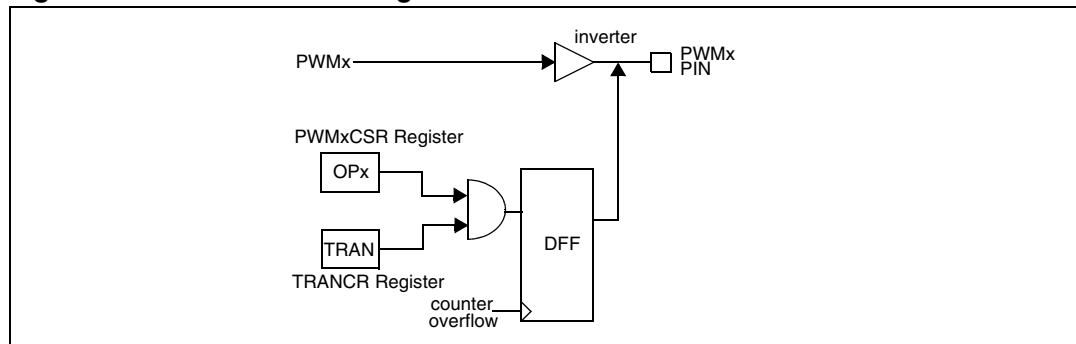 inverter
PWMx
PWMx
PIN
PWMxCSR Register
OPx
TRAN
DFF
TRANCR Register
counter
overflow